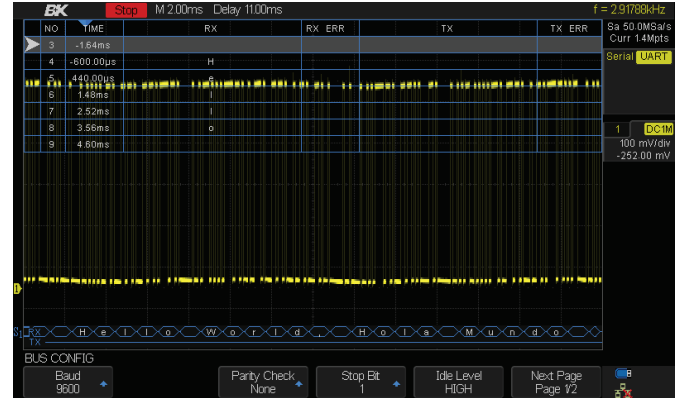 BK Stop M 2.00ms Delay 11.00ms f = 2.91788kHz
NO TIME RX RX ERR TX TX ERR
Sa 50.0MSa/s
Curr 1.4Mpts
3 -1.64ms
Serial UART
4 -600.00µs H
5 440.00µs e
6 1.48ms
7 2.52ms l
8 3.56ms o
9 4.60ms
1 DC1M
100 mV/div
-252.00 mV
1
S1 RX H e l l o W o r l d , H o l a M u n d o
TX
BUS CONFIG
Baud Parity Check Stop Bit Idle Level Next Page
9600 None 1 HIGH Page 1/2